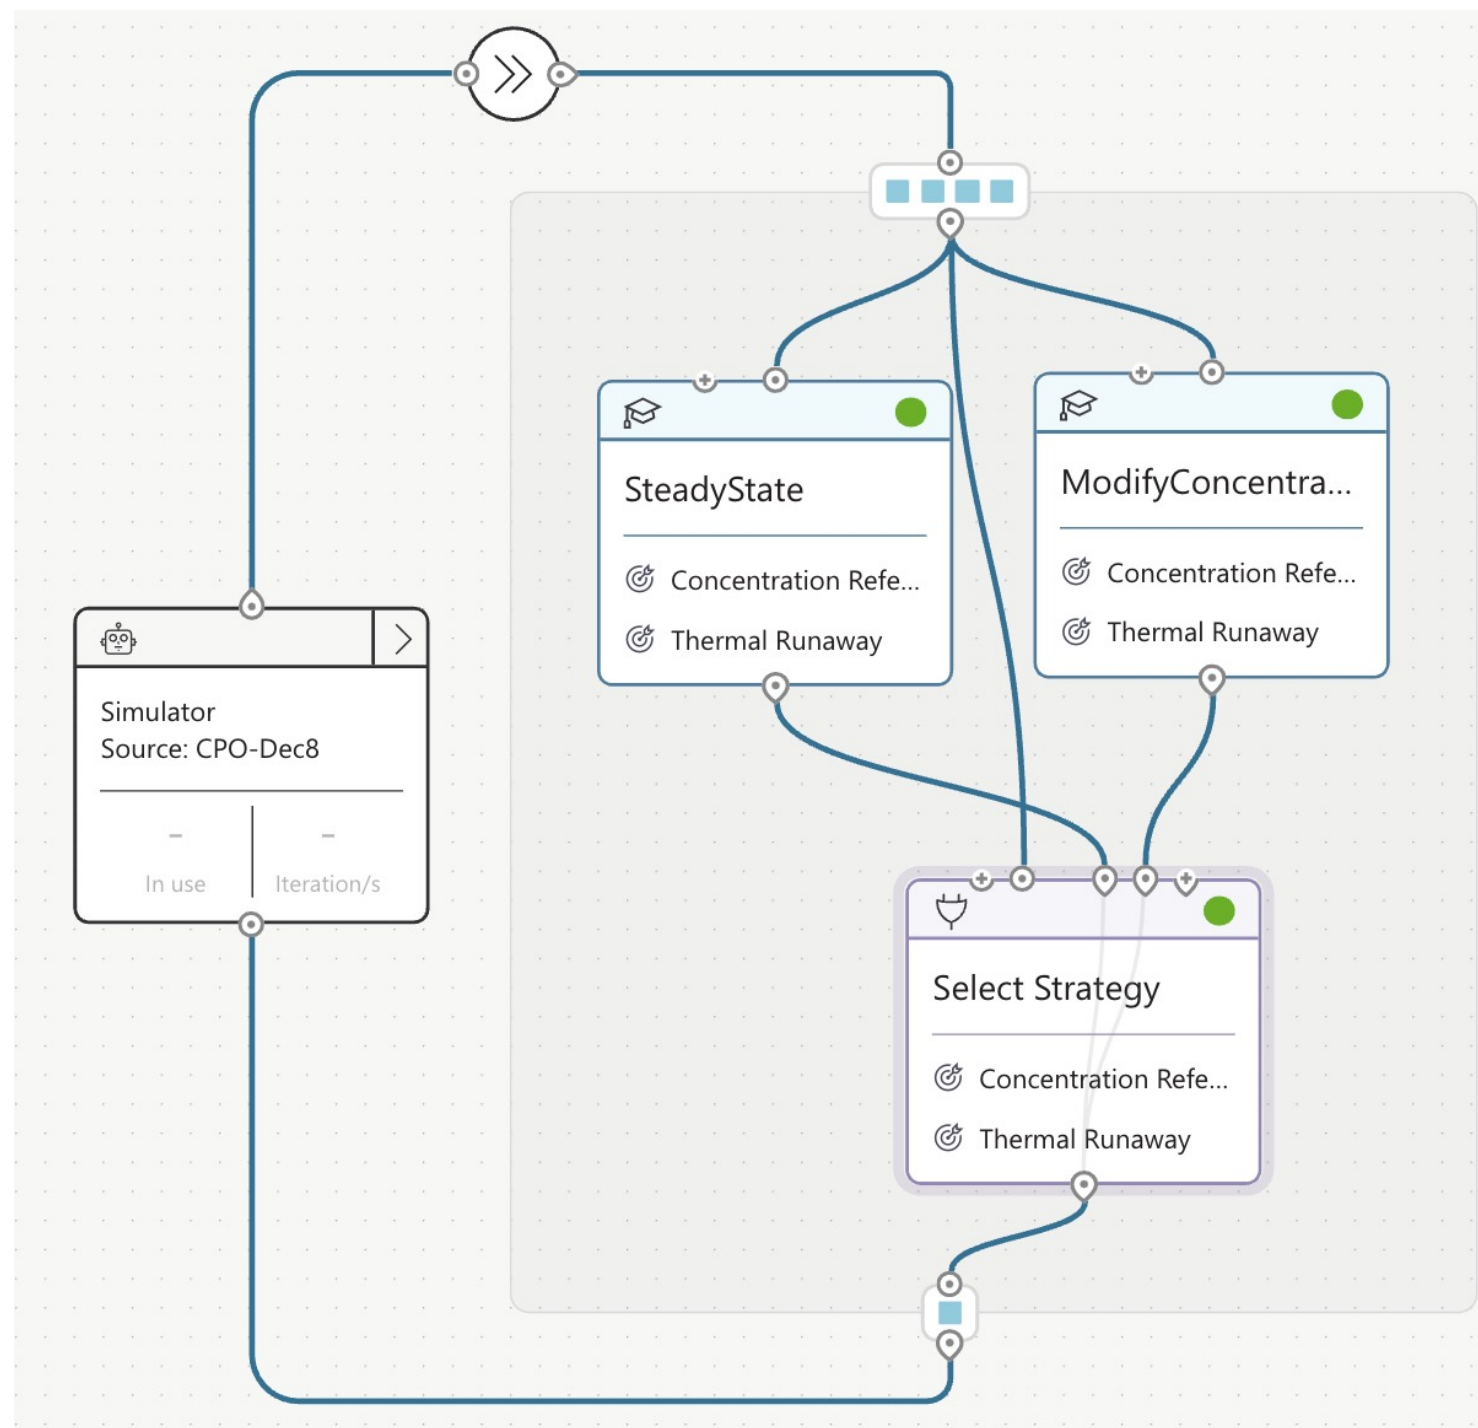 SteadyState
Concentration Refe...
Thermal Runaway
ModifyConcentra...
Concentration Refe...
Thermal Runaway
Simulator
Source: CPO-Dec8
-
In use
-
Iteration/s
Select Strategy
Concentration Refe...
Thermal Runaway